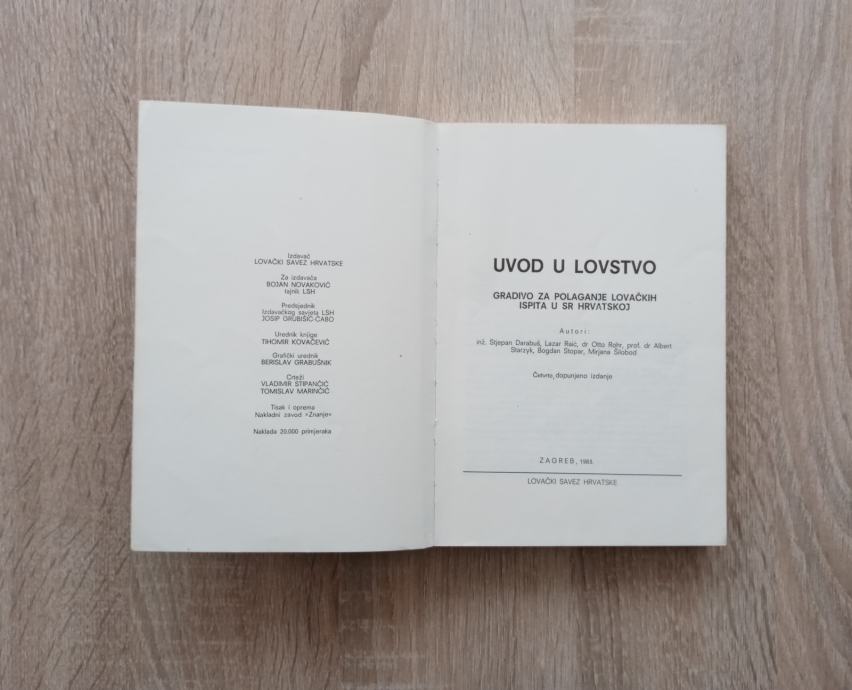 Izdavač
LOVAČKI SAVEZ HRVATSKE
Za izdavača
BOJAN NOVAKOVIĆ
tajnik LSH
Predsjednik
Izdavačkog savjeta LSH
JOSIP GRUBIŠIĆ-ČABO
Urednik knjige
TIHOMIR KOVAČEVIĆ
Grafički urednik
BERISLAV GRABUŠNIK
Crteži
VLADIMIR STIPANČIĆ
TOMISLAV MARINČIĆ
Tisak i oprema
Nakladni zavod »Znanje«
Naklada 20.000 primjeraka
UVOD U LOVSTVO
GRADIVO ZA POLAGANJE LOVAČKIH
ISPITA U SR HRVATSKOJ
Autori:
inž. Stjepan Darabuš, Lazar Raić, dr Otto Rohr, prof. dr Albert
Starzyk, Bogdan Stopar, Mirjana Šilobod
Četvrto, dopunjeno izdanje
ZAGREB,
LOVAČKI SAVEZ HRVATSKE